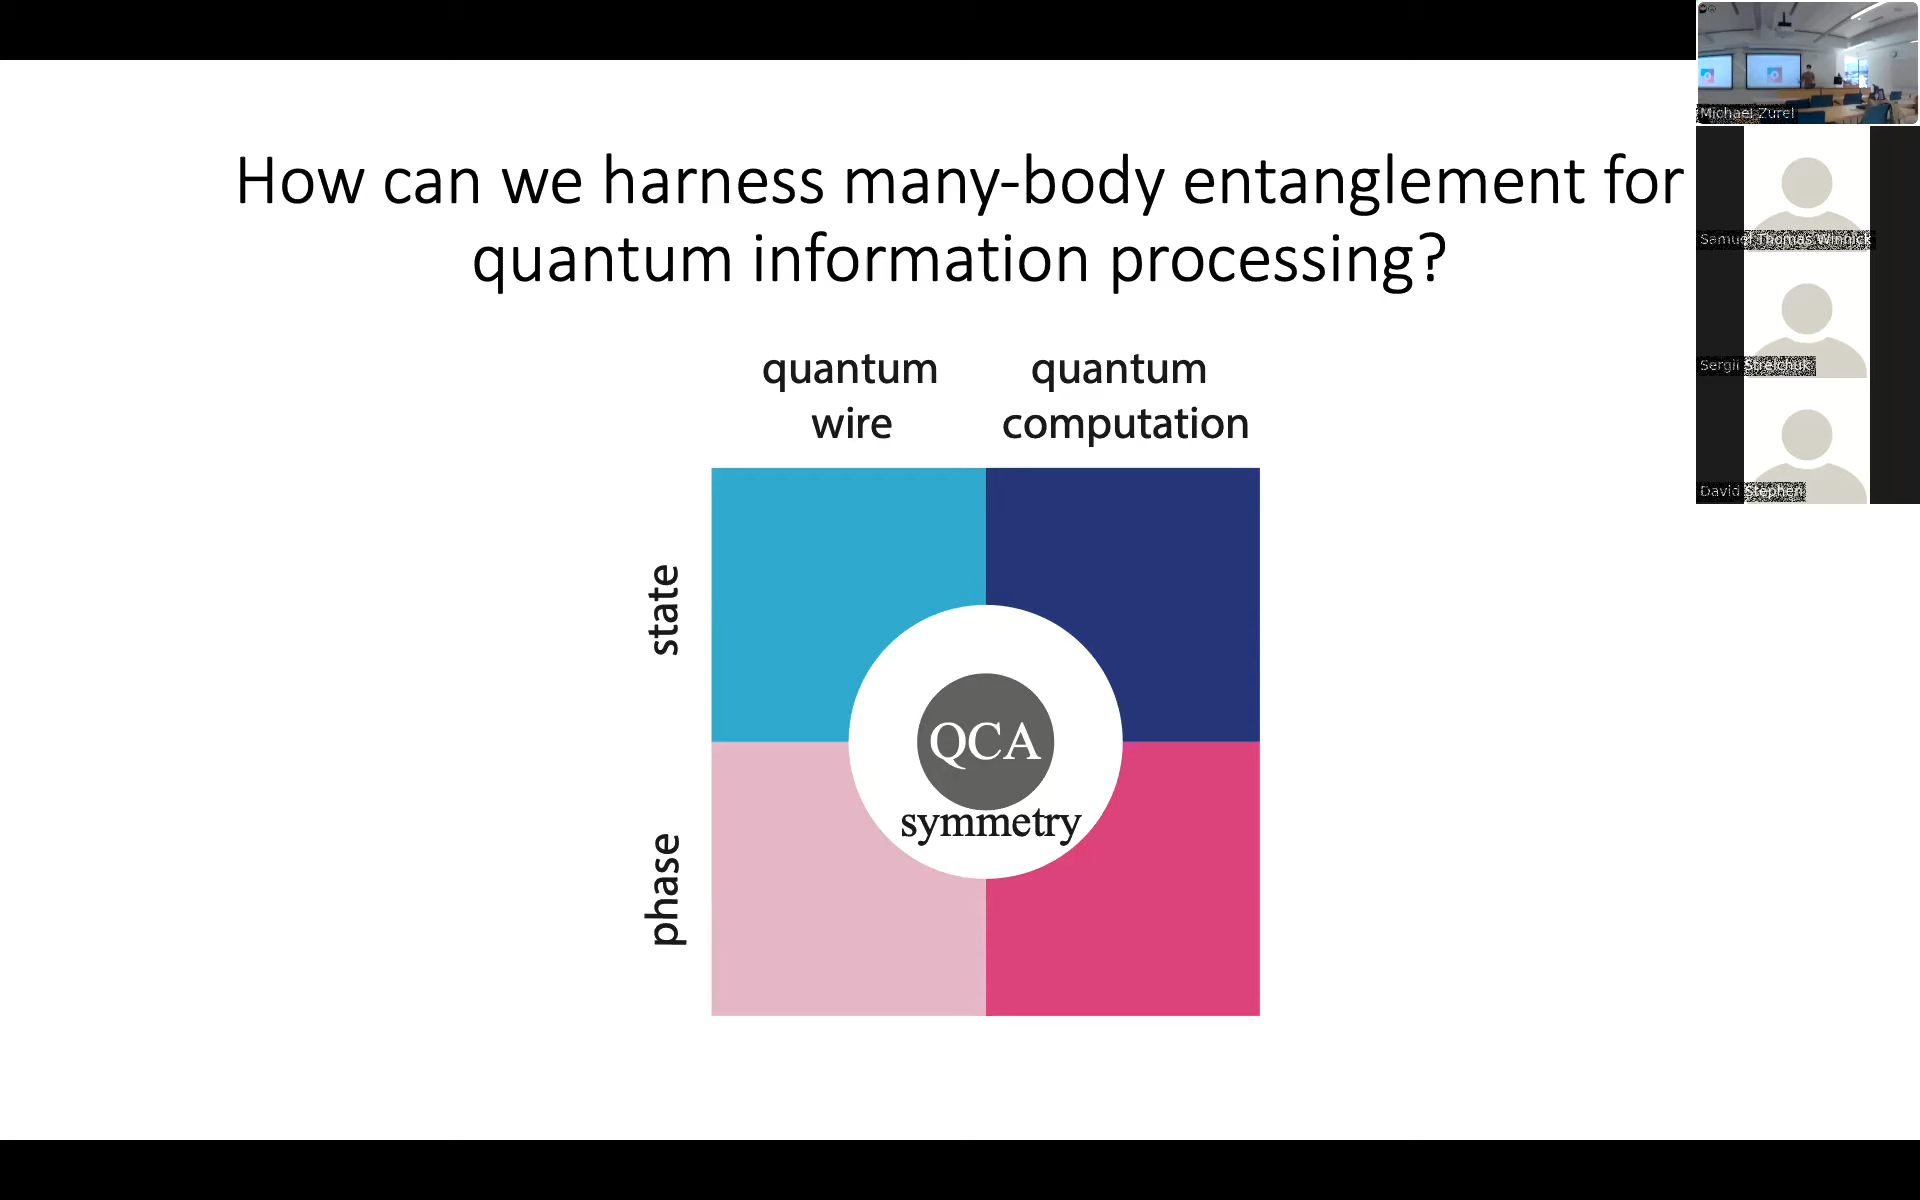 How can we harness many-body entanglement for
quantum information processing?
quantum
wire
quantum
computation
state
phase
QCA
symmetry
Michael Zurel
Samuel Thomas Winnick
Sergii Strelchuk
David Stephen